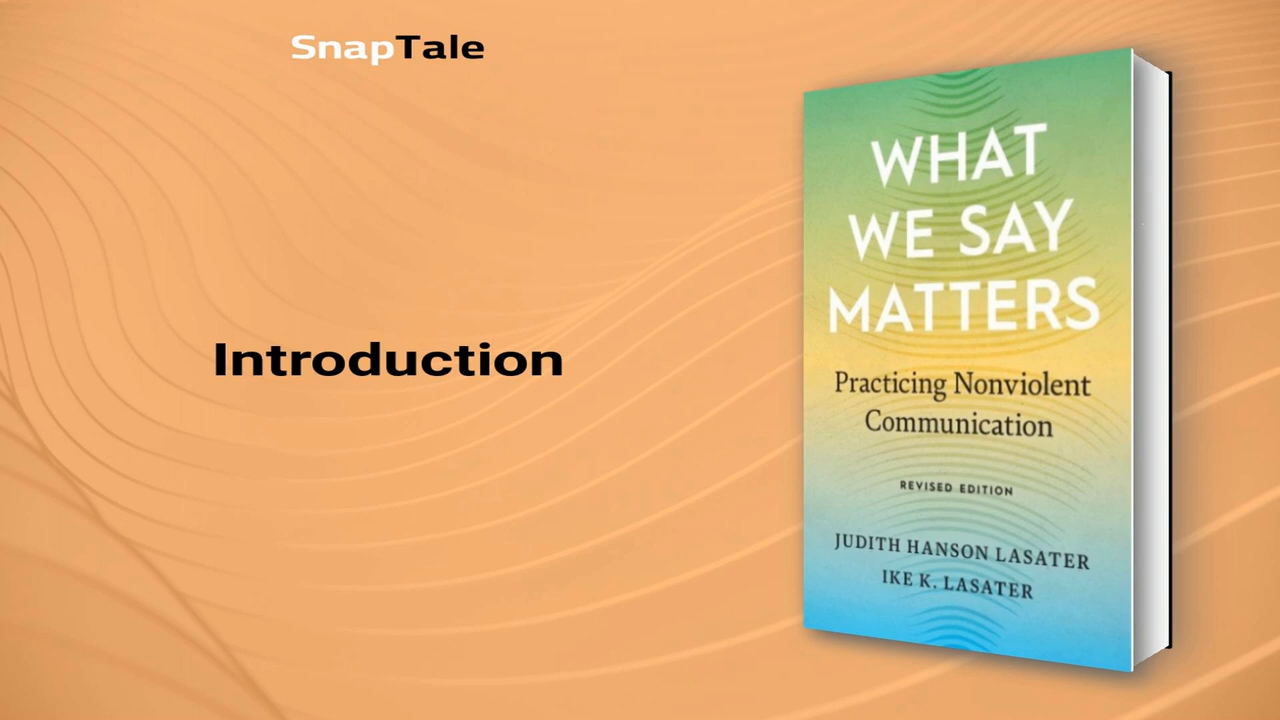 SnapTale
Introduction
WHAT
WE SAY
MATTERS
Practicing Nonviolent
Communication
REVISED EDITION
JUDITH HANSON LASATER
IKE K. LASATER